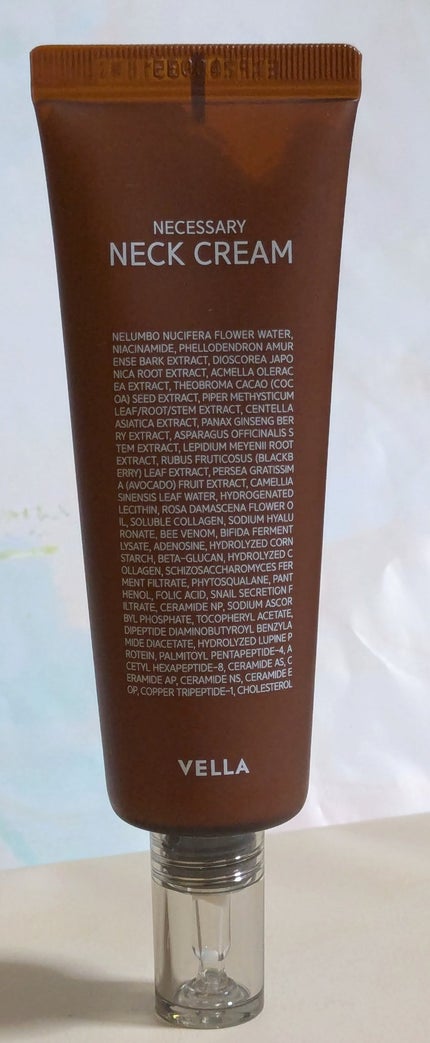 NECESSARY
NECK CREAM
NELUMBO NUCIFERA FLOWER WATER,
NIACINAMIDE, PHELLODENDRON AMUR
ENSE BARK EXTRACT, DIOSCOREA JAPO
NICA ROOT EXTRACT, ACMELLA OLERAC
EA EXTRACT, THEOBROMA CACAO (COC
OA) SEED EXTRACT, PIPER METHYSTICUM
LEAF/ROOT/STEM EXTRACT, CENTELLA
ASIATICA EXTRACT, PANAX GINSENG BER
RY EXTRACT, ASPARAGUS OFFICINALIS S
TEM EXTRACT, LEPIDIUM MEYENII ROOT
EXTRACT, RUBUS FRUTICOSUS (BLACKB
ERRY) LEAF EXTRACT, PERSEA GRATISSIM
A (AVOCADO) FRUIT EXTRACT, CAMELLIA
SINENSIS LEAF WATER, HYDROGENATED
LECITHIN, ROSA DAMASCENA FLOWER O
IL, SOLUBLE COLLAGEN, SODIUM HYALU
RONATE, BEE VENOM, BIFIDA FERMENT
LYSATE, ADENOSINE, HYDROLYZED CORN
STARCH, BETA-GLUCAN, HYDROLYZED C
OLLAGEN, SCHIZOSACCHAROMYCES FER
MENT FILTRATE, PHYTOSQUALANE, PANT
HENOL, FOLIC ACID, SNAIL SECRETION F
ILTRATE, CERAMIDE NP, SODIUM ASCOR
BYL PHOSPHATE, TOCOPHERYL ACETATE,
DIPEPTIDE DIAMINOBUTYROYL BENZYLA
MIDE DIACETATE, HYDROLYZED LUPINE P
ROTEIN, PALMITOYL PENTAPEPTIDE-4, A
CETYL HEXAPEPTIDE-8, CERAMIDE AS, C
ERAMIDE AP, CERAMIDE NS, CERAMIDE E
OP, COPPER TRIPEPTIDE-1, CHOLESTEROL
VELLA